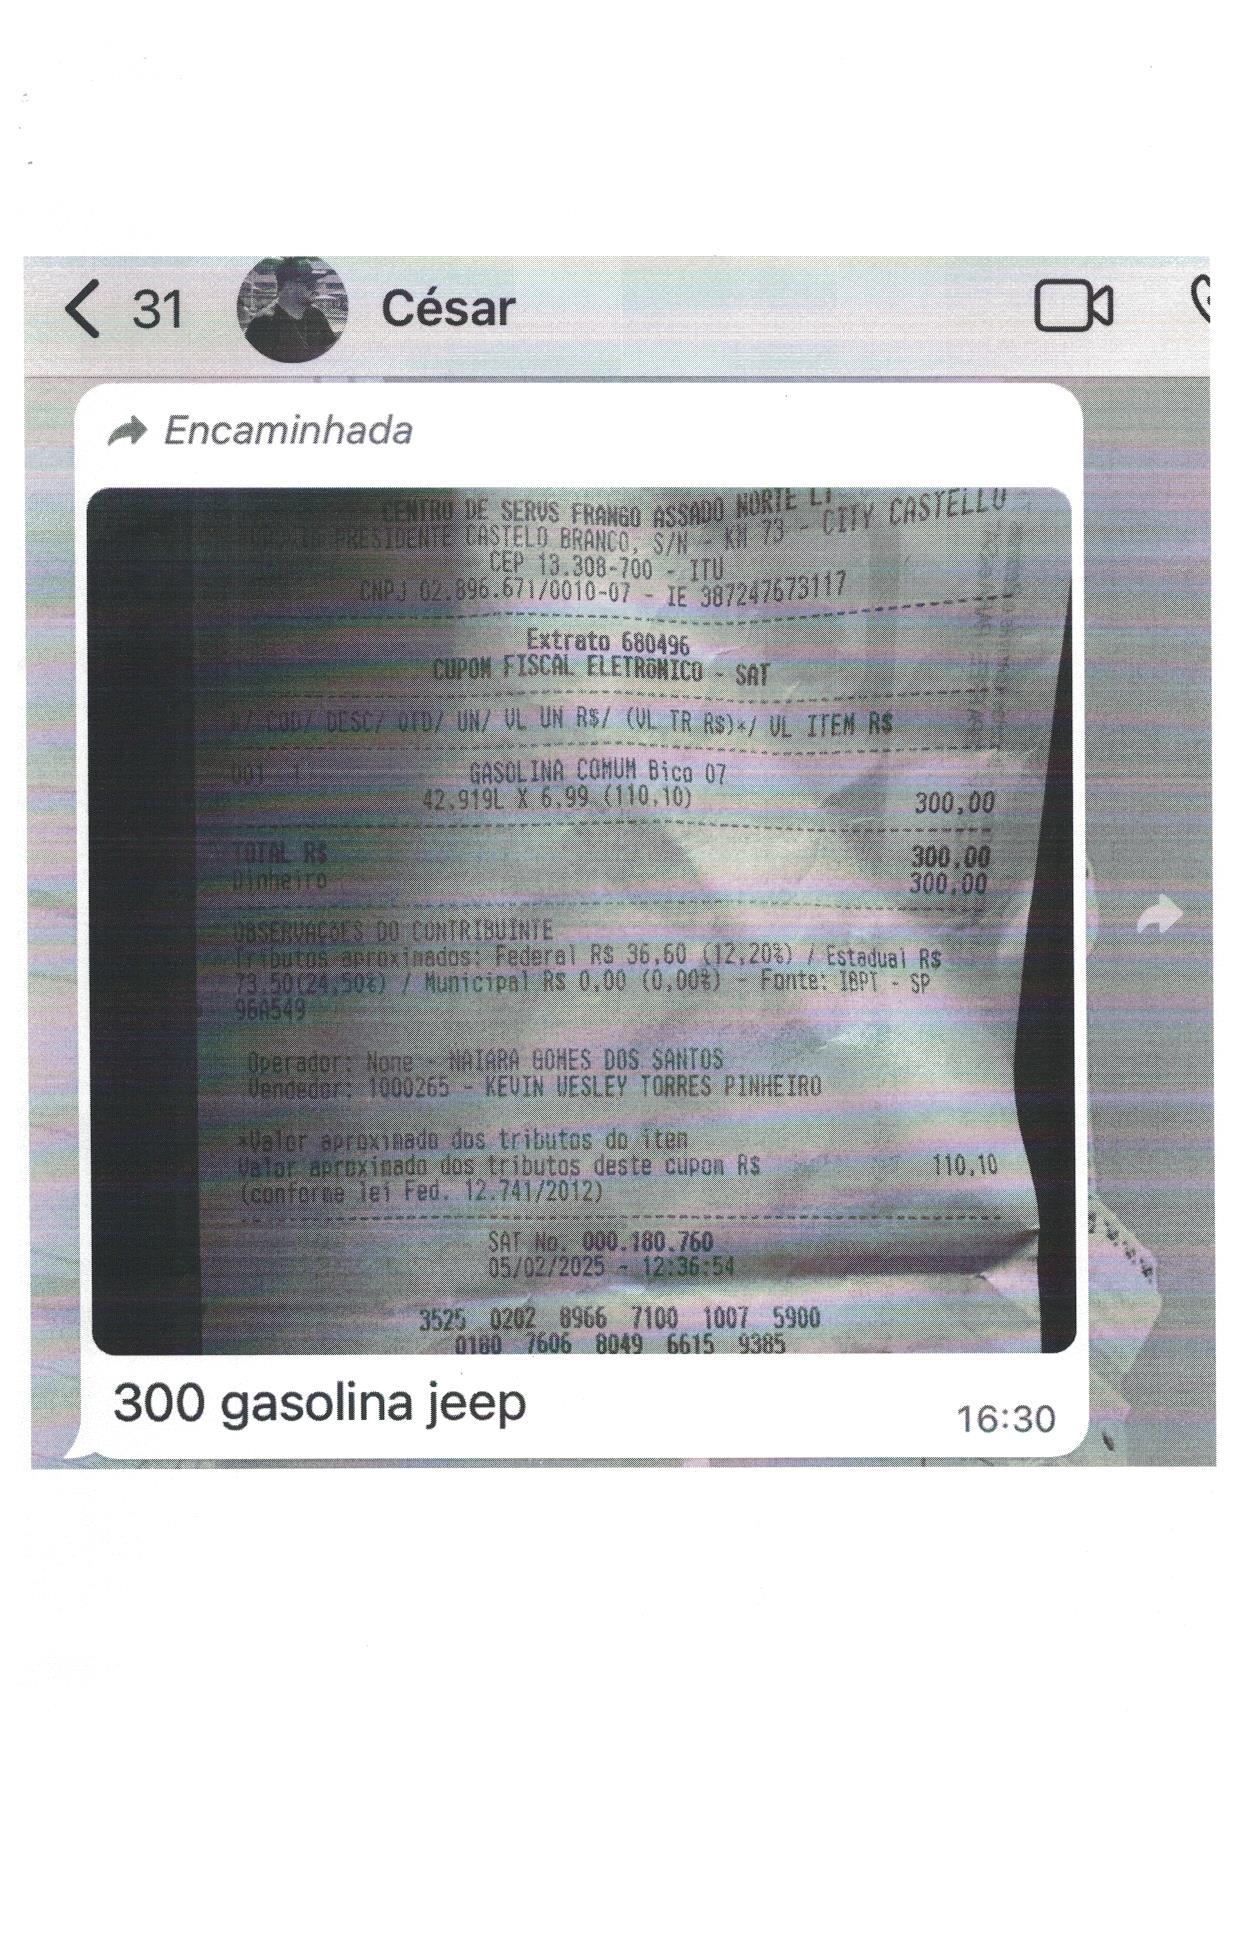 31 César
Encaminhada
CENTRO DE SERVS FRANGO ASSADO NORTE LT
PRESIDENTE CASTELO BRANCO, S/N - KM 73 - CITY CASTELLO
CEP 13.308-700 - ITU
CNPJ 02.896.671/0010-07 - IE 387247673117
Extrato 680496
CUPOM FISCAL ELETRôNICO - SAT
#/ COD/ DESC/ QTD/ UN/ VL UN R$/ (VL TR R$)*/ VL ITEM R$
001 1 GASOLINA COMUM Bico 07
42,919L X 6,99 (110,10) 300,00
TOTAL R$ 300,00
Dinheiro 300,00
OBSERVAÇõES DO CONTRIBUINTE
Tributos aproximados: Federal R$ 36,60 (12,20%) / Estadual R$
73,50(24,50%) / Municipal R$ 0,00 (0,00%) - Fonte: IBPT - SP
96A549
Operador: None - NAIARA GOMES DOS SANTOS
Vendedor: 1000265 - KEVIN WESLEY TORRES PINHEIRO
*Valor aproximado dos tributos do item
Valor aproximado dos tributos deste cupom R$ 110,10
(conforme lei Fed. 12.741/2012)
SAT No. 000.180.760
05/02/2025 - 12:36:54
3525 0202 8966 7100 1007 5900
0180 7606 8049 6615 9385
300 gasolina jeep
16:30